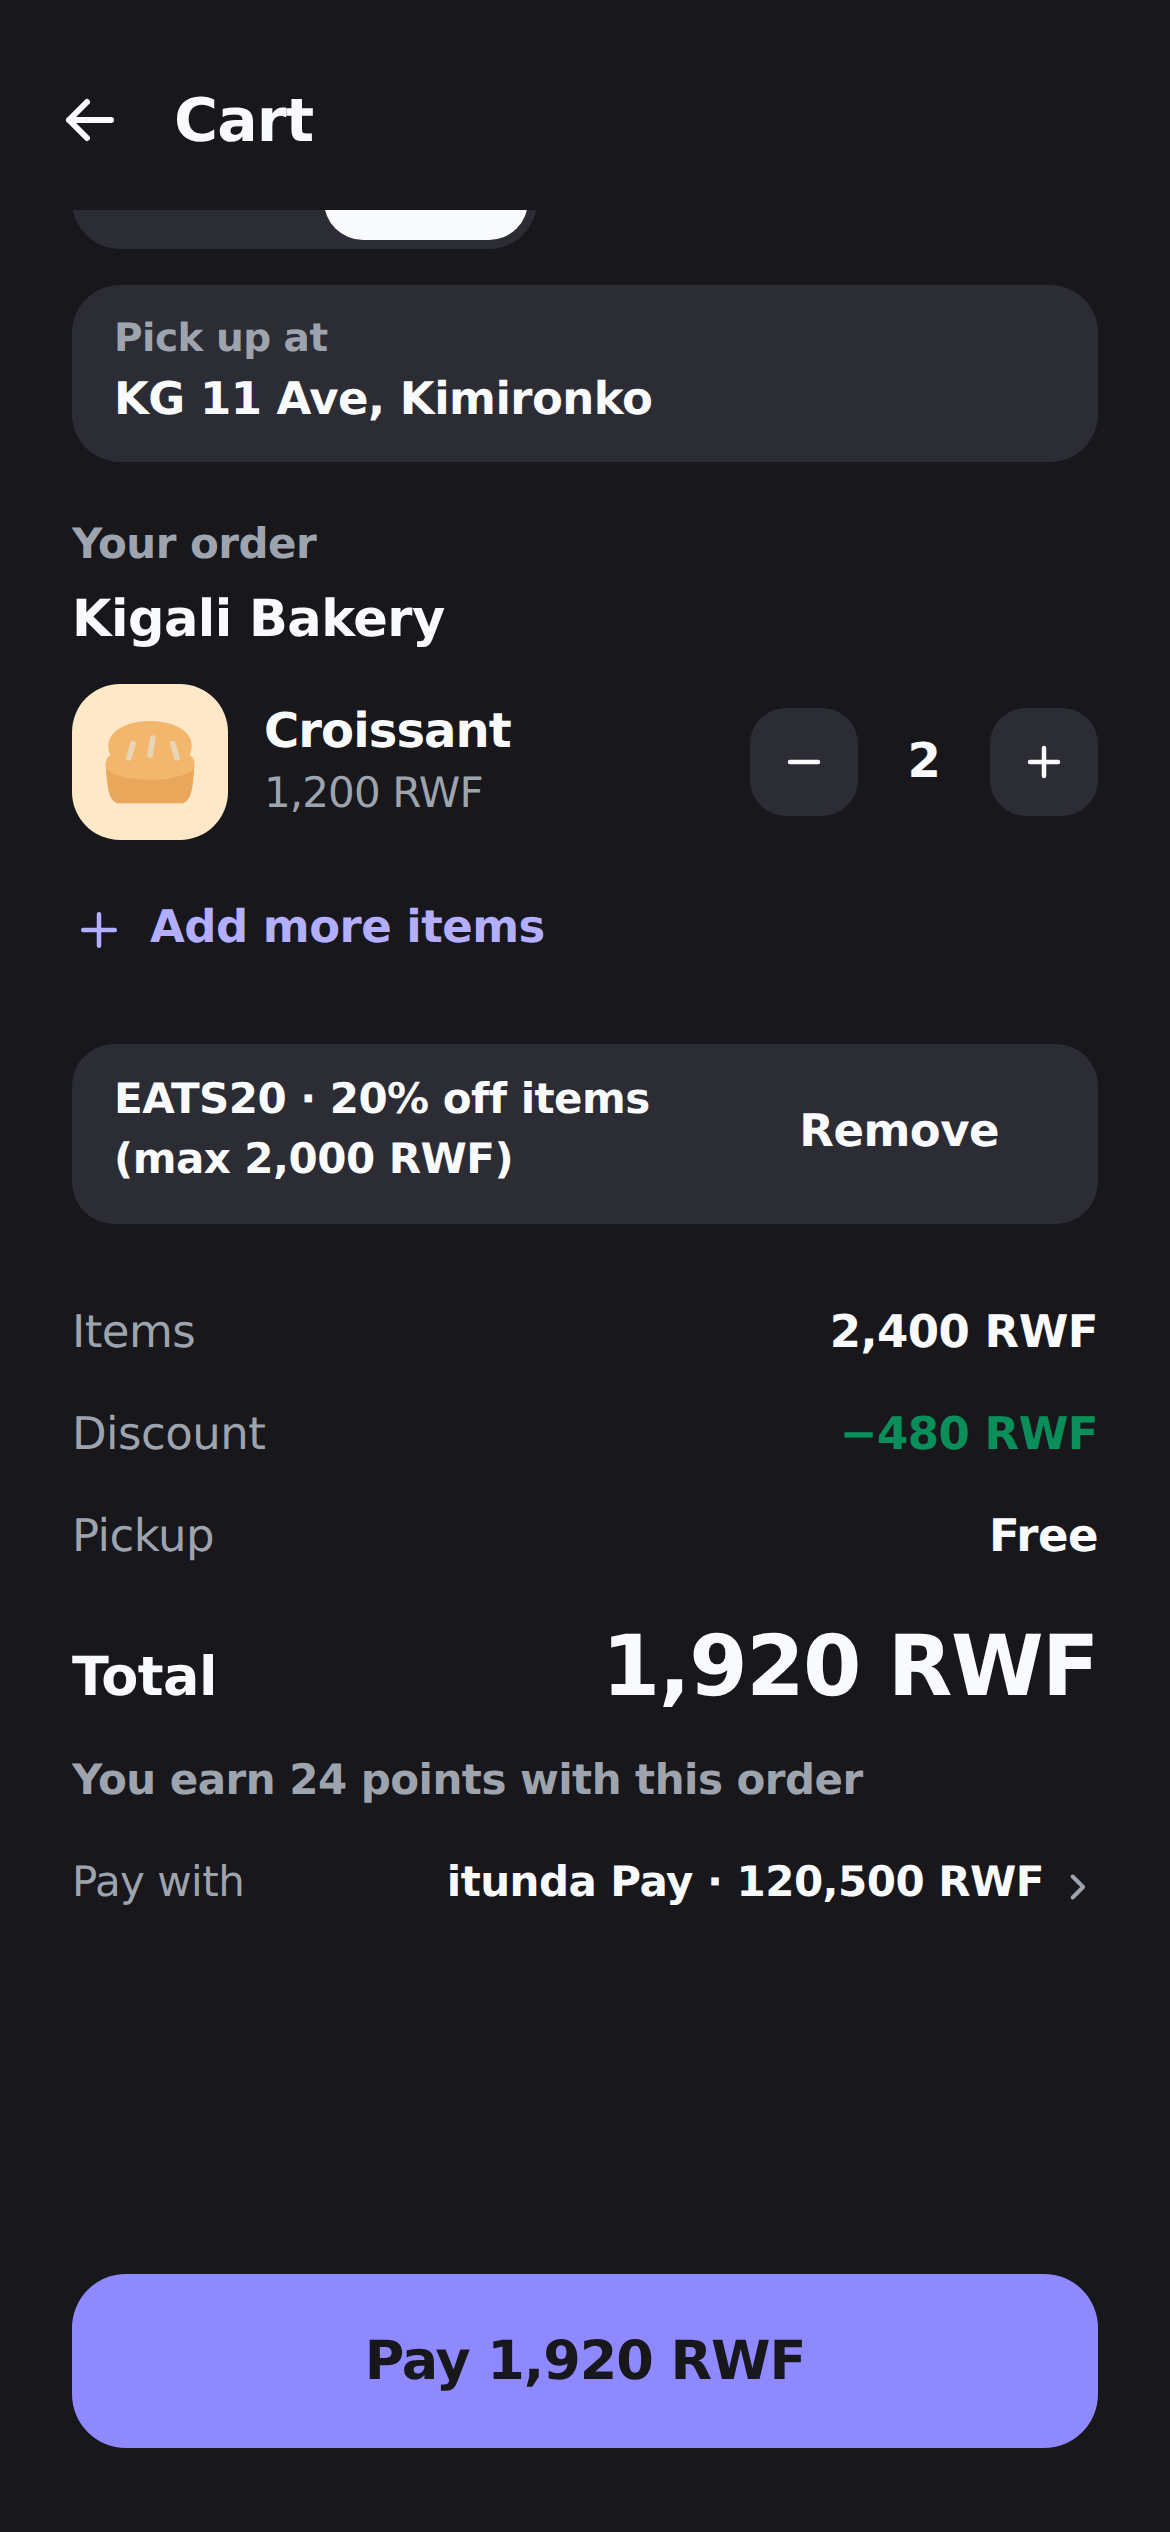 Cart
Pick up at
KG 11 Ave, Kimironko
Your order
Kigali Bakery
Croissant
1,200 RWF
2
Add more items
EATS20 · 20% off items
(max 2,000 RWF)
Remove
Items
2,400 RWF
Discount
−480 RWF
Pickup
Free
Total
1,920 RWF
You earn 24 points with this order
Pay with
itunda Pay · 120,500 RWF
Pay 1,920 RWF